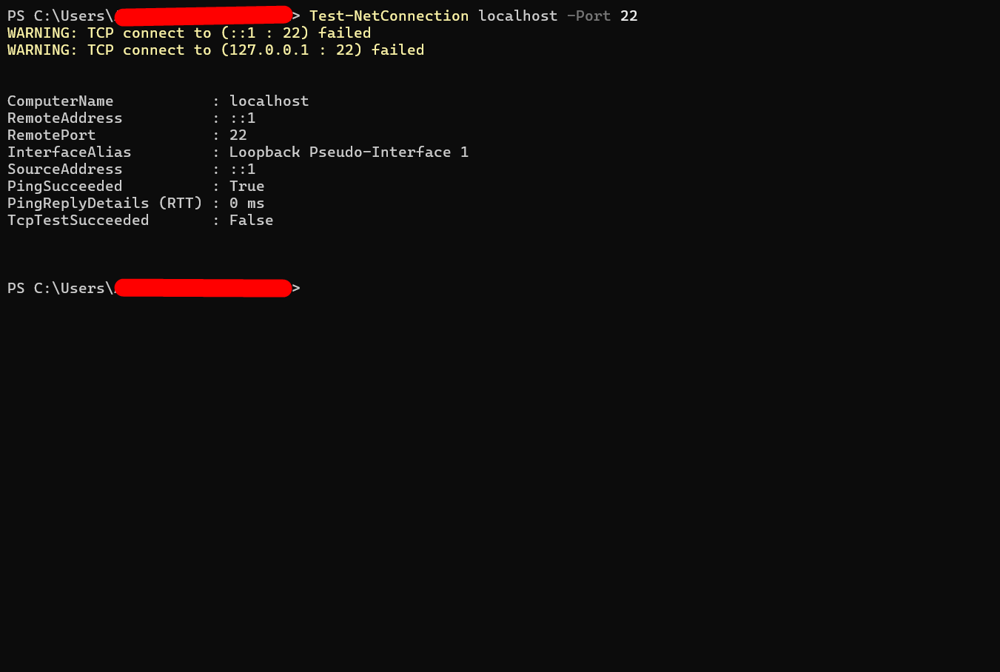 PS C:\Users\> Test-NetConnection localhost -Port 22
WARNING: TCP connect to (::1 : 22) failed
WARNING: TCP connect to (127.0.0.1 : 22) failed
ComputerName : localhost
RemoteAddress : ::1
RemotePort : 22
InterfaceAlias : Loopback Pseudo-Interface 1
SourceAddress : ::1
PingSucceeded : True
PingReplyDetails (RTT) : 0 ms
TcpTestSucceeded : False
PS C:\Users\>